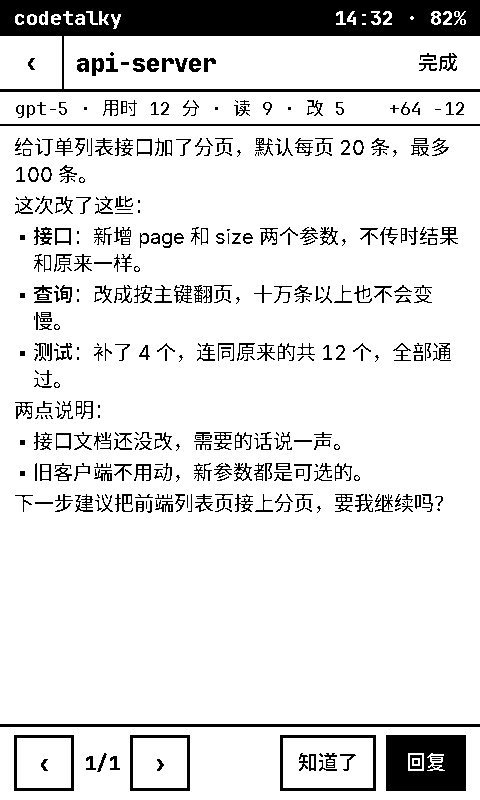 codetalky 14:32 · 82%
‹ api-server 完成
gpt-5 · 用时 12 分 · 读 9 · 改 5 +64 -12
给订单列表接口加了分页，默认每页 20 条，最多
100 条。
这次改了这些：
▪ 接口：新增 page 和 size 两个参数，不传时结果
和原来一样。
▪ 查询：改成按主键翻页，十万条以上也不会变
慢。
▪ 测试：补了 4 个，连同原来的共 12 个，全部通
过。
两点说明：
▪ 接口文档还没改，需要的话说一声。
▪ 旧客户端不用动，新参数都是可选的。
下一步建议把前端列表页接上分页，要我继续吗？
‹ 1/1 › 知道了 回复